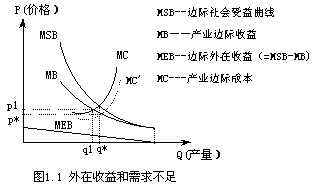 P(价格)
MSB--边际社会受益曲线
MSB
MB——产业边际收益
MC
MEB--边际外在收益(=MSB-MB)
MB
MC'
MC---产业边际成本
p1
p*
MEB
q1 q*
Q(产量)
图1.1 外在收益和需求不足